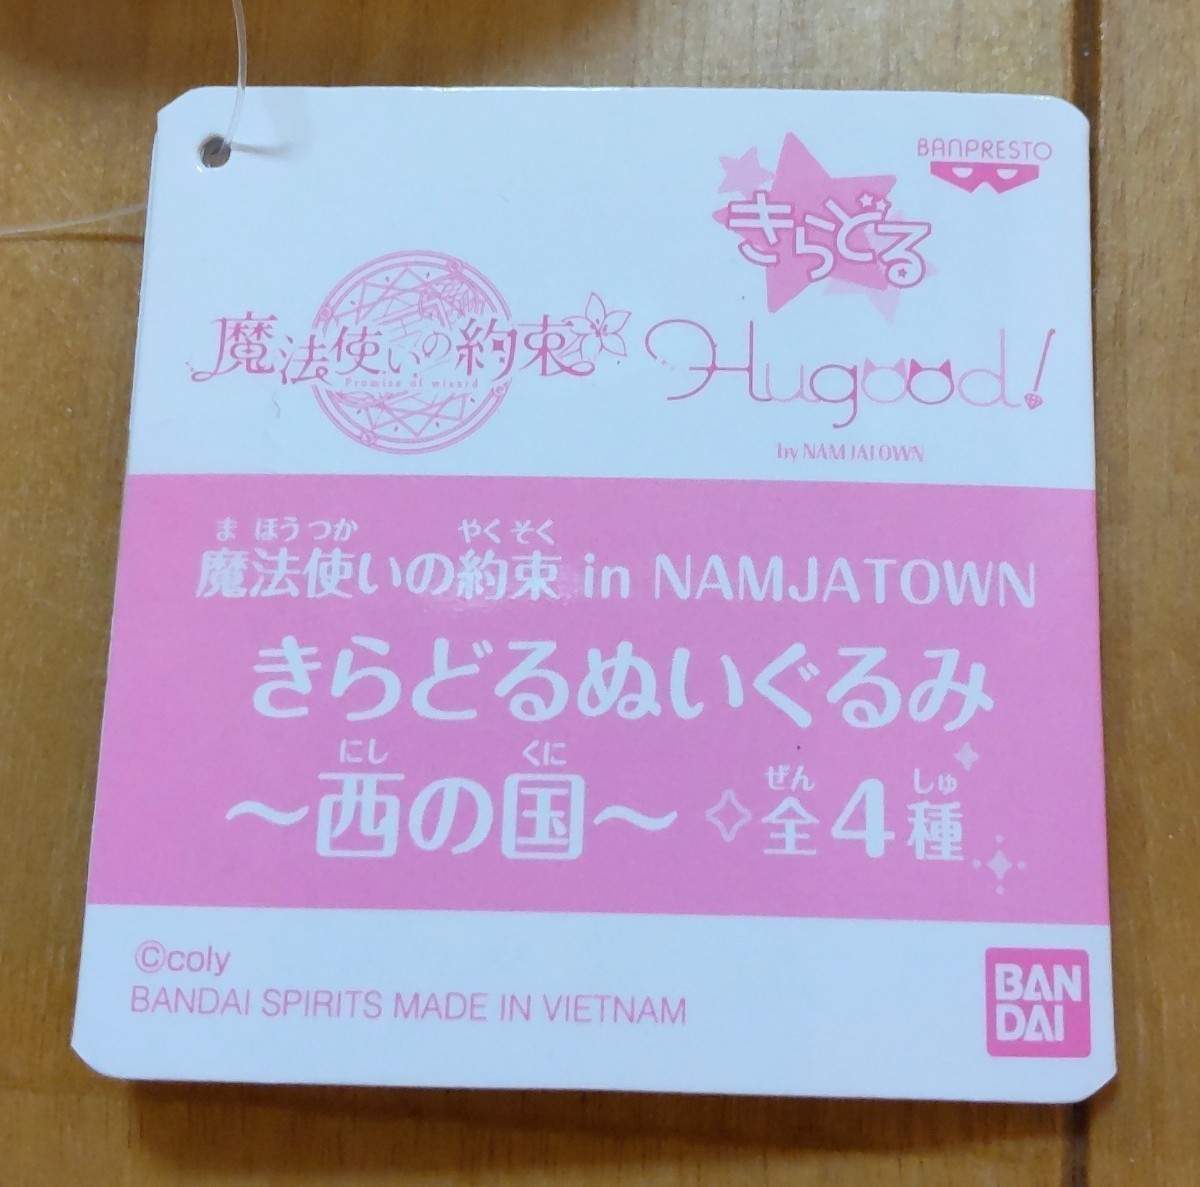 BANPRESTO
きらどる
魔法使いの約束
Promise of wizard
Hugood!
by NAMJATOWN
ま ほう つか やく そく
魔法使いの約束 in NAMJATOWN
きらどるぬいぐるみ
にし くに ぜん しゅ
～西の国～ 全4種
©coly
BANDAI SPIRITS MADE IN VIETNAM
BAN
DAI